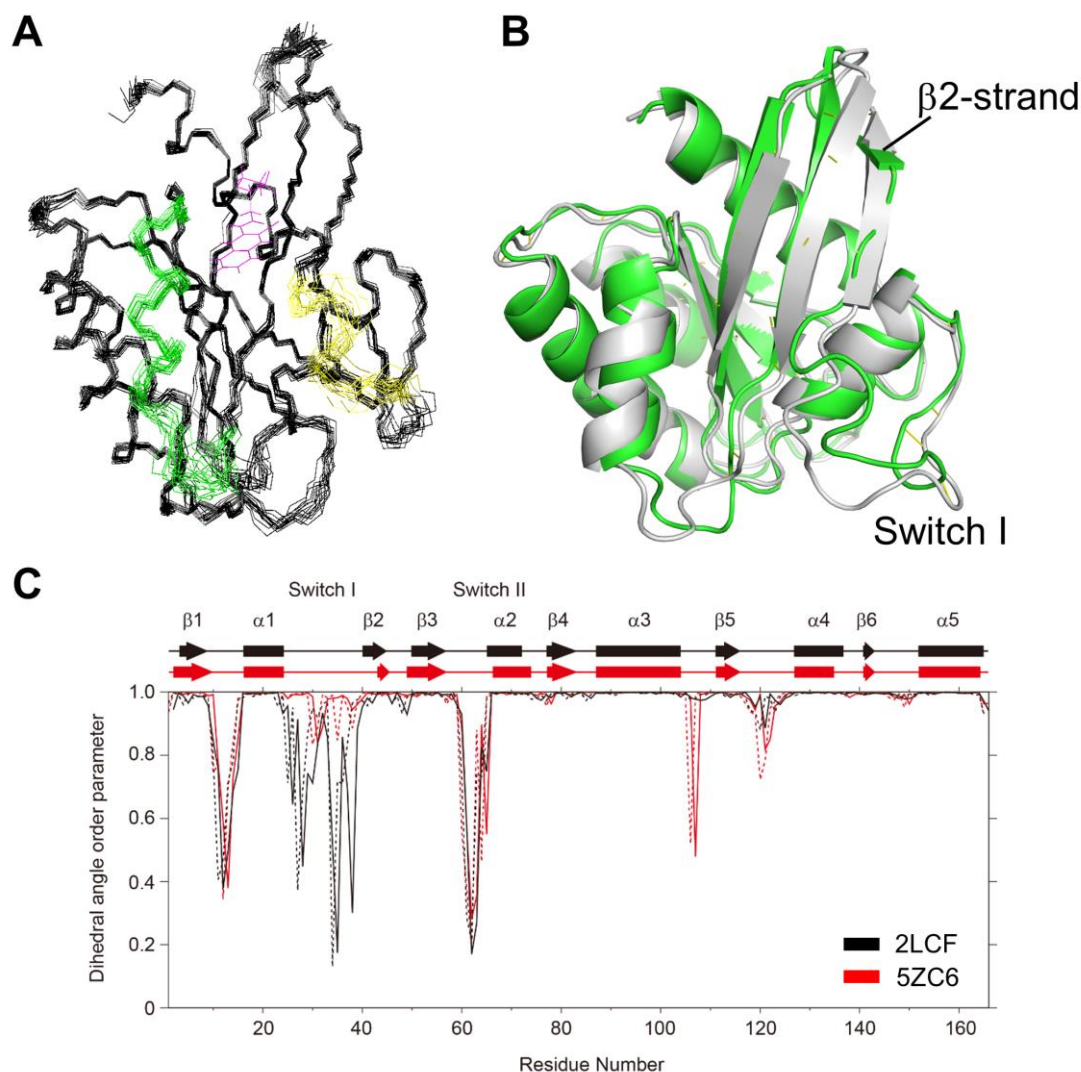 A
B
β2-strand
Switch I
C
Switch I Switch II
β1 α1 β2 β3 α2 β4 α3 β5 α4 β6 α5
1.0
0.8
0.6
0.4
0.2
0
Dihedral angle order parameter
2LCF
5ZC6
20 40 60 80 100 120 140 160
Residue Number